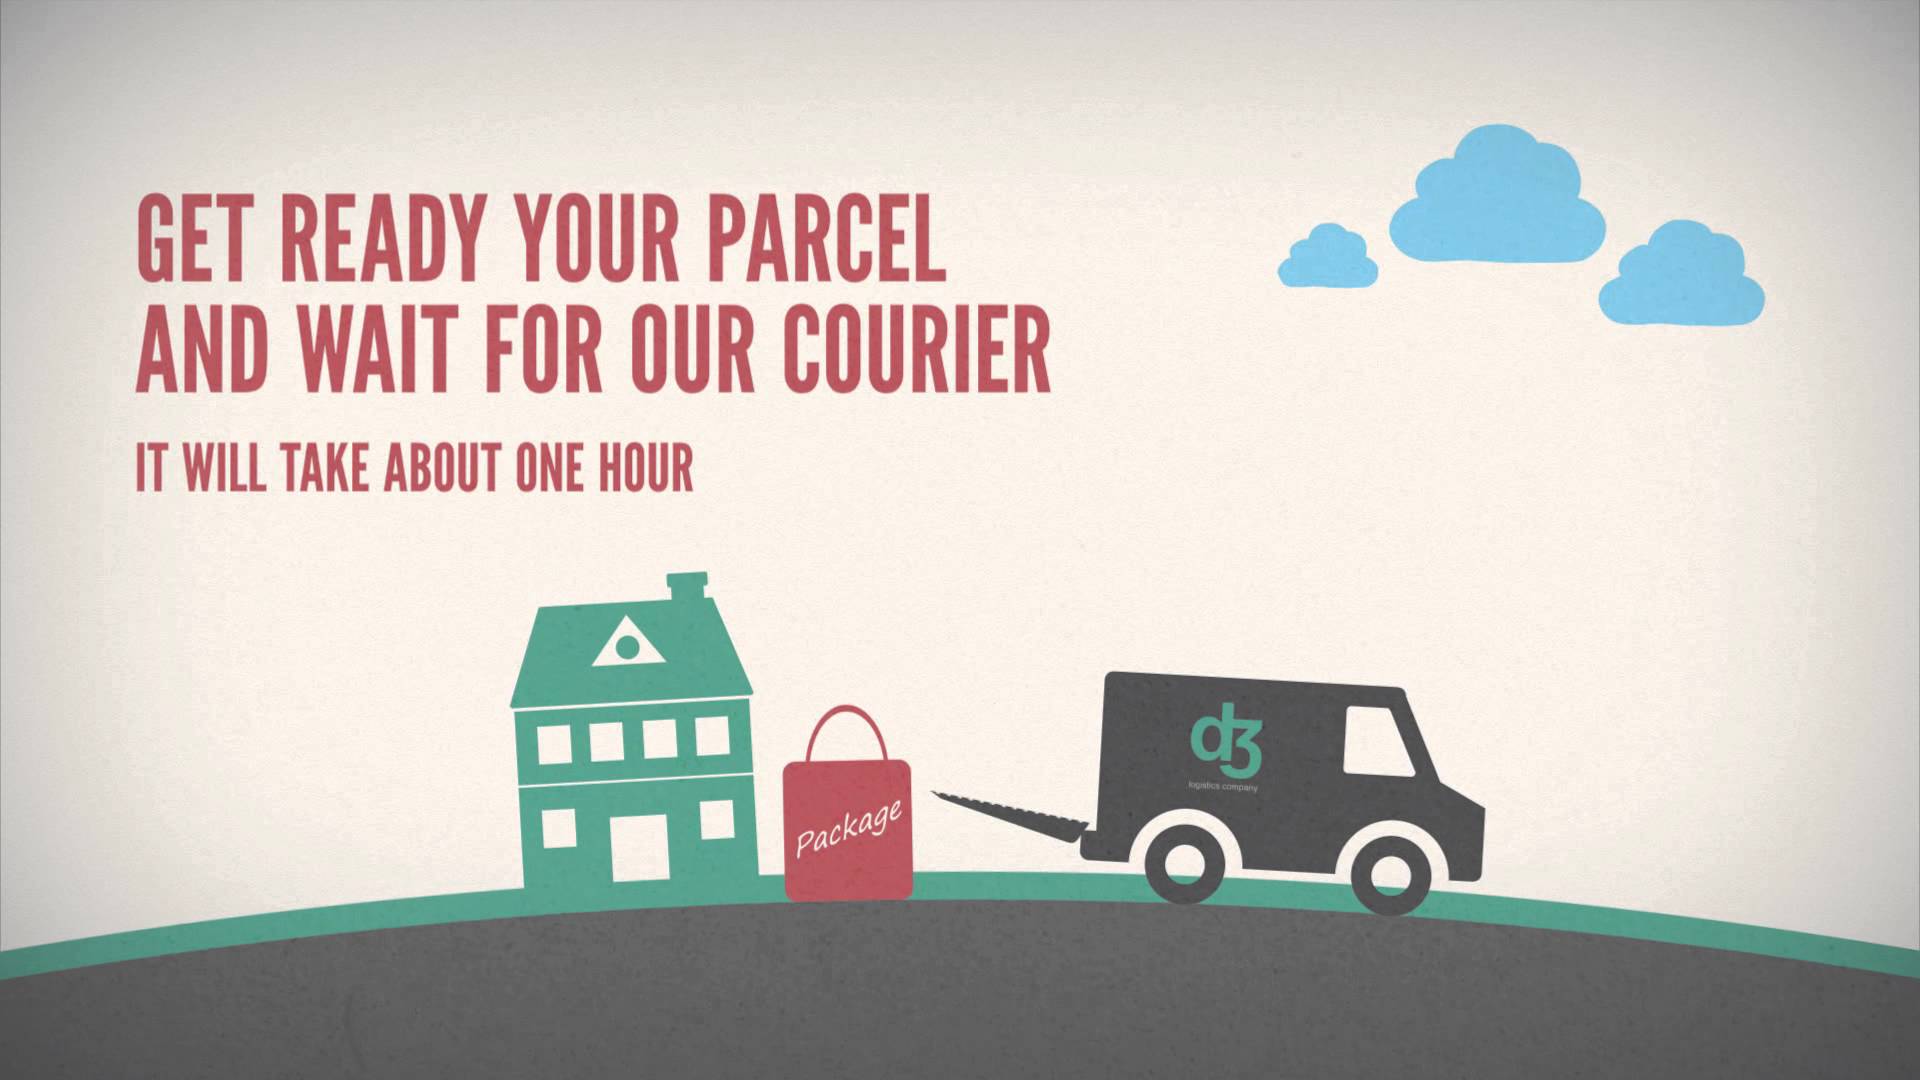 GET READY YOUR PARCEL
AND WAIT FOR OUR COURIER
IT WILL TAKE ABOUT ONE HOUR
Package
d3
logistics company